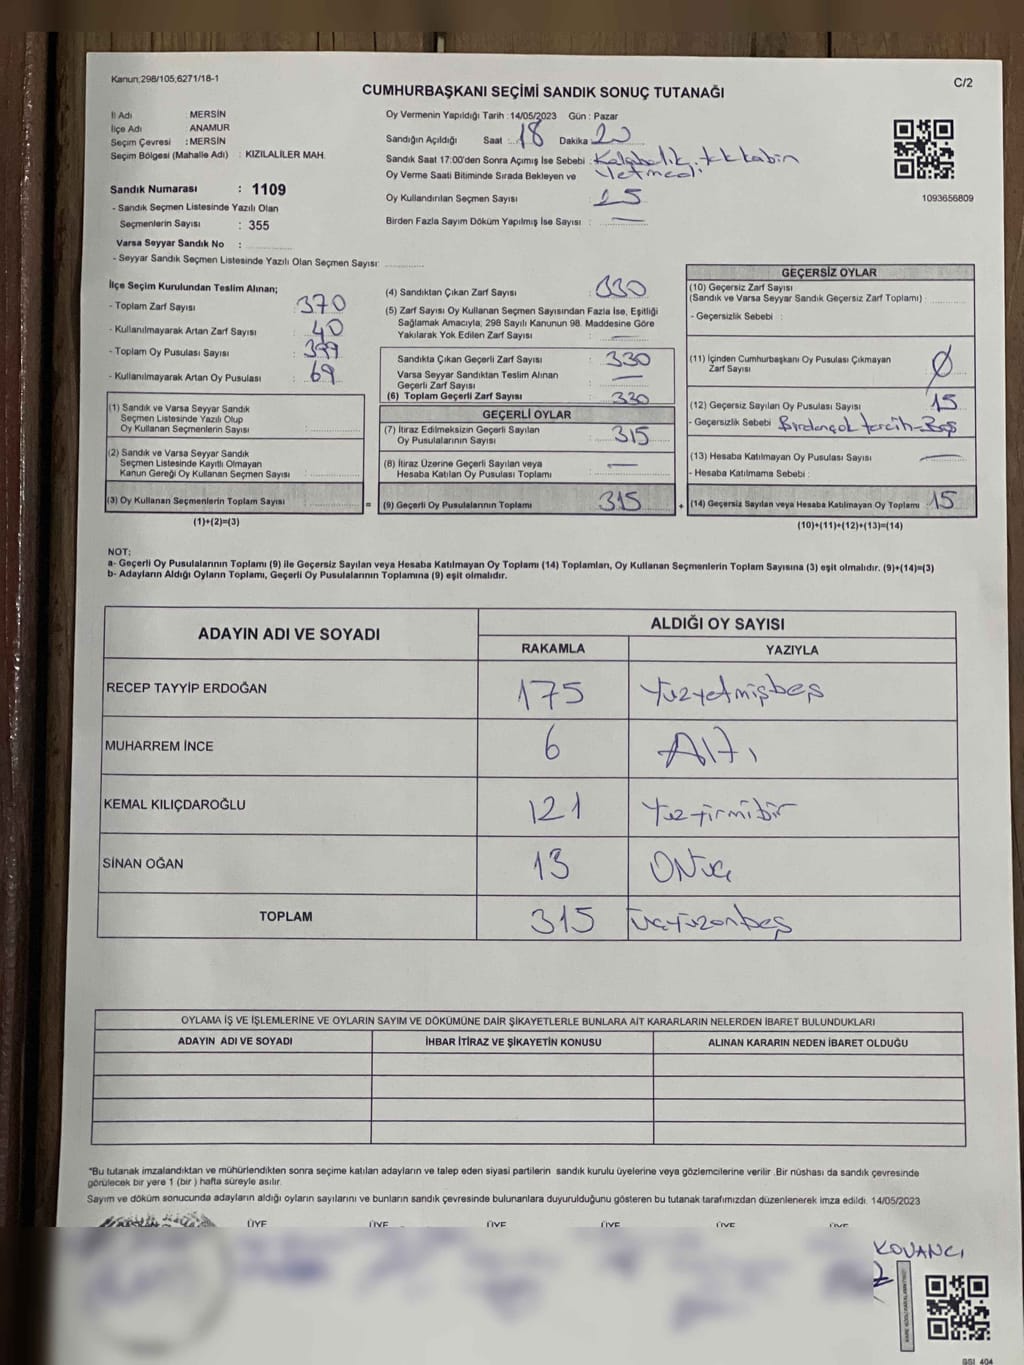 Kanun;298/105,6271/18-1
C/2
CUMHURBAŞKANI SEÇİMİ SANDIK SONUÇ TUTANAĞI
İl Adı : MERSİN
İlçe Adı : ANAMUR
Seçim Çevresi : MERSİN
Seçim Bölgesi (Mahalle Adı) : KIZILALİLER MAH.
Sandık Numarası : 1109
- Sandık Seçmen Listesinde Yazılı Olan
Seçmenlerin Sayısı : 355
Varsa Seyyar Sandık No :
- Seyyar Sandık Seçmen Listesinde Yazılı Olan Seçmen Sayısı:
Oy Vermenin Yapıldığı Tarih : 14/05/2023 Gün : Pazar
Sandığın Açıldığı Saat : 18 Dakika : 20
Sandık Saat 17:00'den Sonra Açımış İse Sebebi : Kalabalık. tek kabin
Oy Verme Saati Bitiminde Sırada Bekleyen ve Yetmedi
Oy Kullandırılan Seçmen Sayısı : 25
Birden Fazla Sayım Döküm Yapılmış İse Sayısı : —
1093656809
İlçe Seçim Kurulundan Teslim Alınan;
- Toplam Zarf Sayısı : 370
- Kullanılmayarak Artan Zarf Sayısı : 40
- Toplam Oy Pusulası Sayısı : 399
- Kullanılmayarak Artan Oy Pusulası : 69
(1) Sandık ve Varsa Seyyar Sandık
Seçmen Listesinde Yazılı Olup
Oy Kullanan Seçmenlerin Sayısı :
(2) Sandık ve Varsa Seyyar Sandık
Seçmen Listesinde Kayıtlı Olmayan
Kanun Gereği Oy Kullanan Seçmen Sayısı :
(3) Oy Kullanan Seçmenlerin Toplam Sayısı :
(1)+(2)=(3)
(4) Sandıktan Çıkan Zarf Sayısı : 330
(5) Zarf Sayısı Oy Kullanan Seçmen Sayısından Fazla İse, Eşitliği
Sağlamak Amacıyla; 298 Sayılı Kanunun 98. Maddesine Göre
Yakılarak Yok Edilen Zarf Sayısı : —
Sandıkta Çıkan Geçerli Zarf Sayısı : 330
Varsa Seyyar Sandıktan Teslim Alınan
Geçerli Zarf Sayısı : —
(6) Toplam Geçerli Zarf Sayısı : 330
GEÇERLİ OYLAR
(7) İtiraz Edilmeksizin Geçerli Sayılan
Oy Pusulalarının Sayısı : 315
(8) İtiraz Üzerine Geçerli Sayılan veya
Hesaba Katılan Oy Pusulası Toplamı : —
= (9) Geçerli Oy Pusulalarının Toplamı : 315
GEÇERSİZ OYLAR
(10) Geçersiz Zarf Sayısı
(Sandık ve Varsa Seyyar Sandık Geçersiz Zarf Toplamı) :
- Geçersizlik Sebebi :
(11) İçinden Cumhurbaşkanı Oy Pusulası Çıkmayan
Zarf Sayısı : Ø
(12) Geçersiz Sayılan Oy Pusulası Sayısı : 15
- Geçersizlik Sebebi : Birdençok tercih-Boş
(13) Hesaba Katılmayan Oy Pusulası Sayısı : —
- Hesaba Katılmama Sebebi :
+ (14) Geçersiz Sayılan veya Hesaba Katılmayan Oy Toplamı : 15
(10)+(11)+(12)+(13)=(14)
NOT;
a- Geçerli Oy Pusulalarının Toplamı (9) ile Geçersiz Sayılan veya Hesaba Katılmayan Oy Toplamı (14) Toplamları, Oy Kullanan Seçmenlerin Toplam Sayısına (3) eşit olmalıdır. (9)+(14)=(3)
b- Adayların Aldığı Oyların Toplamı, Geçerli Oy Pusulalarının Toplamına (9) eşit olmalıdır.
ADAYIN ADI VE SOYADI
ALDIĞI OY SAYISI
RAKAMLA YAZIYLA
RECEP TAYYİP ERDOĞAN 175 Yüzyetmişbeş
MUHARREM İNCE 6 Altı
KEMAL KILIÇDAROĞLU 121 Yüzyirmibir
SİNAN OĞAN 13 ONüç
TOPLAM 315 Üçyüzonbeş
OYLAMA İŞ VE İŞLEMLERİNE VE OYLARIN SAYIM VE DÖKÜMÜNE DAİR ŞİKAYETLERLE BUNLARA AİT KARARLARIN NELERDEN İBARET BULUNDUKLARI
ADAYIN ADI VE SOYADI İHBAR İTİRAZ VE ŞİKAYETİN KONUSU ALINAN KARARIN NEDEN İBARET OLDUĞU
"Bu tutanak imzalandıktan ve mühürlendikten sonra seçime katılan adayların ve talep eden siyasi partilerin sandık kurulu üyelerine veya gözlemcilerine verilir. Bir nüshası da sandık çevresinde
görülecek bir yere 1 (bir ) hafta süreyle asılır.
Sayım ve döküm sonucunda adayların aldığı oyların sayılarını ve bunların sandık çevresinde bulunanlara duyurulduğunu gösteren bu tutanak tarafımızdan düzenlenerek imza edildi. 14/05/2023
ÜYE ÜYE ÜYE ÜYE ÜYE ÜYE
KOVANCI
GSI_404